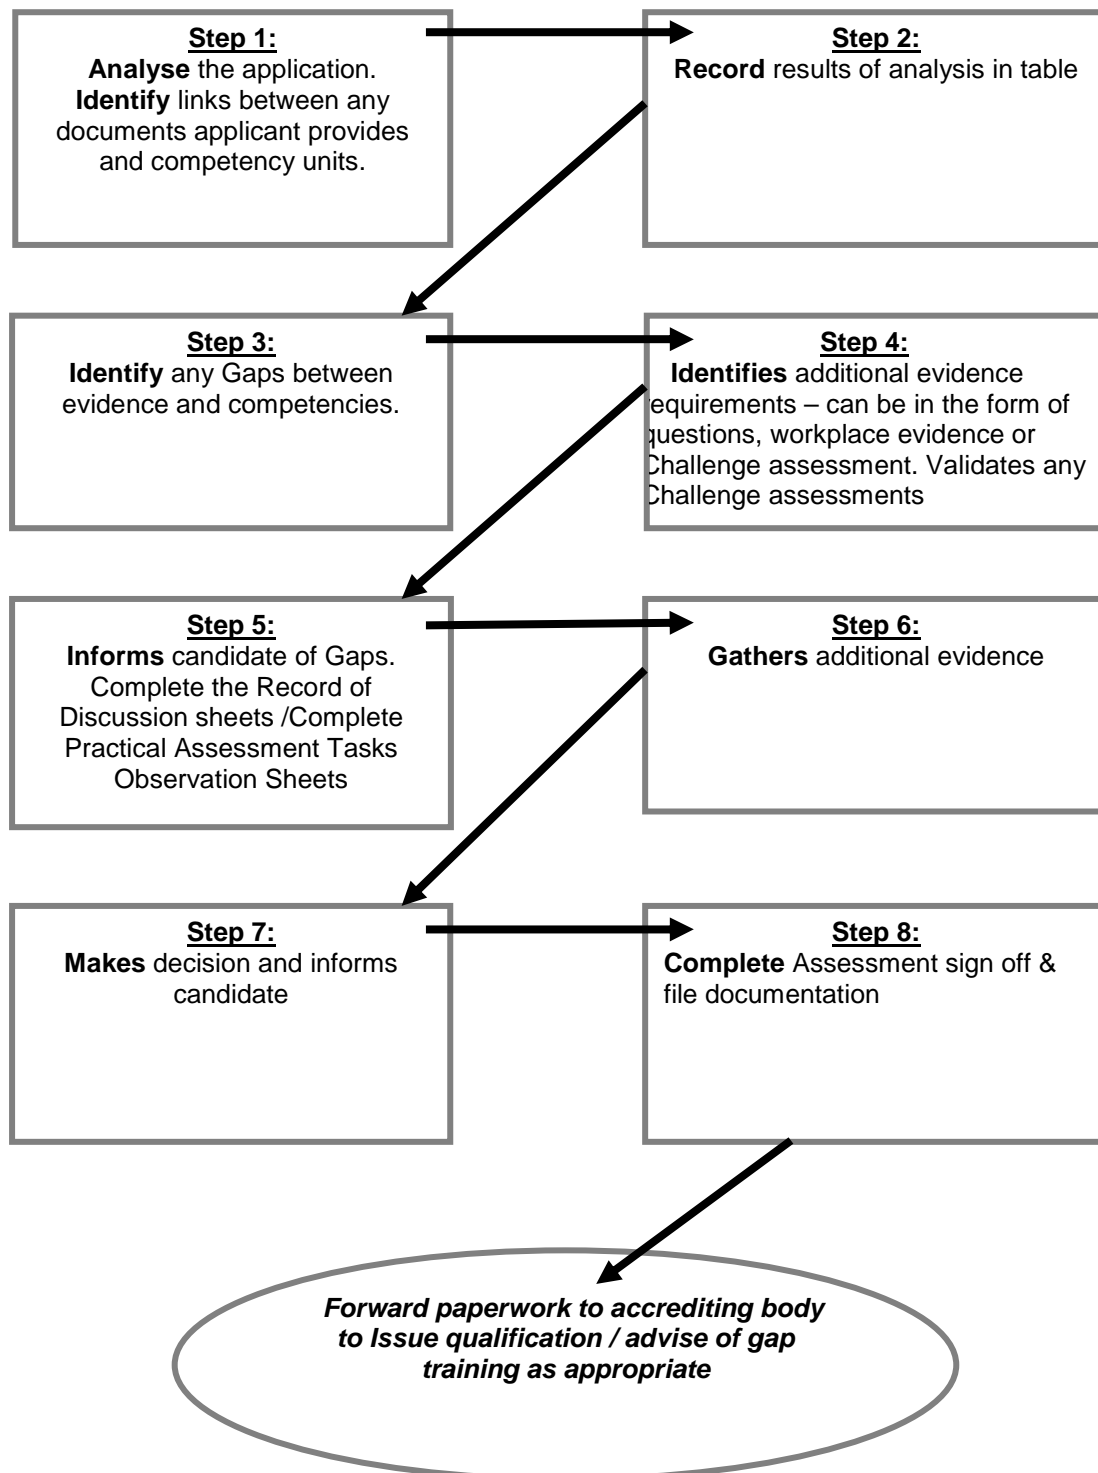 Step 1:
Analyse the application.
Identify links between any
documents applicant provides
and competency units.
Step 2:
Record results of analysis in table
Step 3:
Identify any Gaps between
evidence and competencies.
Step 4:
Identifies additional evidence
requirements – can be in the form of
questions, workplace evidence or
Challenge assessment. Validates any
Challenge assessments
Step 5:
Informs candidate of Gaps.
Complete the Record of
Discussion sheets /Complete
Practical Assessment Tasks
Observation Sheets
Step 6:
Gathers additional evidence
Step 7:
Makes decision and informs
candidate
Step 8:
Complete Assessment sign off &
file documentation
Forward paperwork to accrediting body
to Issue qualification / advise of gap
training as appropriate